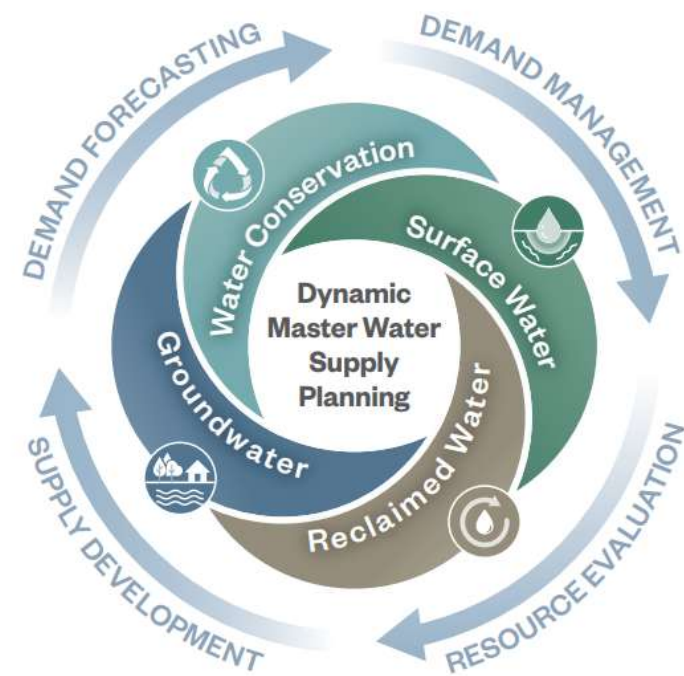 DEMAND FORECASTING
DEMAND MANAGEMENT
Water Conservation
Surface Water
Dynamic
Master Water
Supply
Planning
Groundwater
Reclaimed Water
SUPPLY DEVELOPMENT
RESOURCE EVALUATION